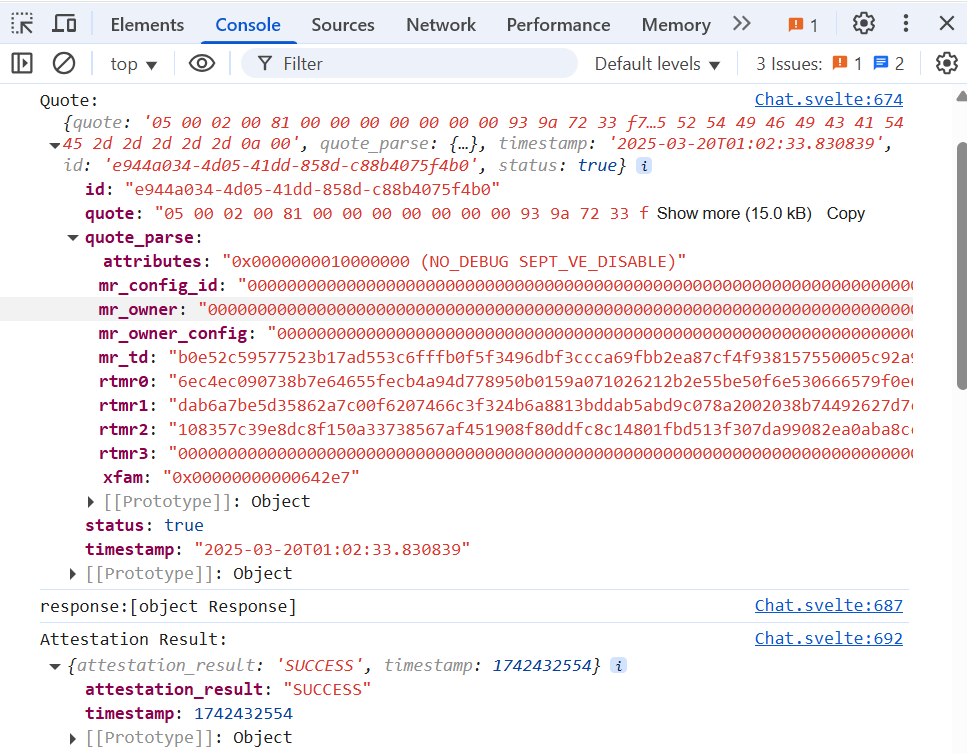 Elements Console Sources Network Performance Memory 1
top Filter Default levels 3 Issues: 1 2
Quote: Chat.svelte:674
{quote: '05 00 02 00 81 00 00 00 00 00 00 00 93 9a 72 33 f7…5 52 54 49 46 49 43 41 54
45 2d 2d 2d 2d 2d 0a 00', quote_parse: {…}, timestamp: '2025-03-20T01:02:33.830839',
id: 'e944a034-4d05-41dd-858d-c88b4075f4b0', status: true} i
id: "e944a034-4d05-41dd-858d-c88b4075f4b0"
quote: "05 00 02 00 81 00 00 00 00 00 00 00 93 9a 72 33 f Show more (15.0 kB) Copy
quote_parse:
attributes: "0x0000000010000000 (NO_DEBUG SEPT_VE_DISABLE)"
mr_config_id:
mr_owner:
mr_owner_config:
mr_td: "b0e52c59577523b17ad553c6fffb0f5f3496dbf3ccca69fbb2ea87cf4f938157550005c92a9
rtmr0: "6ec4ec090738b7e64655fecb4a94d778950b0159a071026212b2e55be50f6e530666579f0e
rtmr1: "dab6a7be5d35862a7c00f6207466c3f324b6a8813bddab5abd9c078a2002038b74492627d7
rtmr2: "108357c39e8dc8f150a33738567af451908f80ddfc8c14801fbd513f307da99082ea0aba8c
rtmr3:
xfam: "0x00000000000642e7"
[[Prototype]]: Object
status: true
timestamp: "2025-03-20T01:02:33.830839"
[[Prototype]]: Object
response:[object Response] Chat.svelte:687
Attestation Result: Chat.svelte:692
{attestation_result: 'SUCCESS', timestamp: 1742432554} i
attestation_result: "SUCCESS"
timestamp: 1742432554
[[Prototype]]: Object